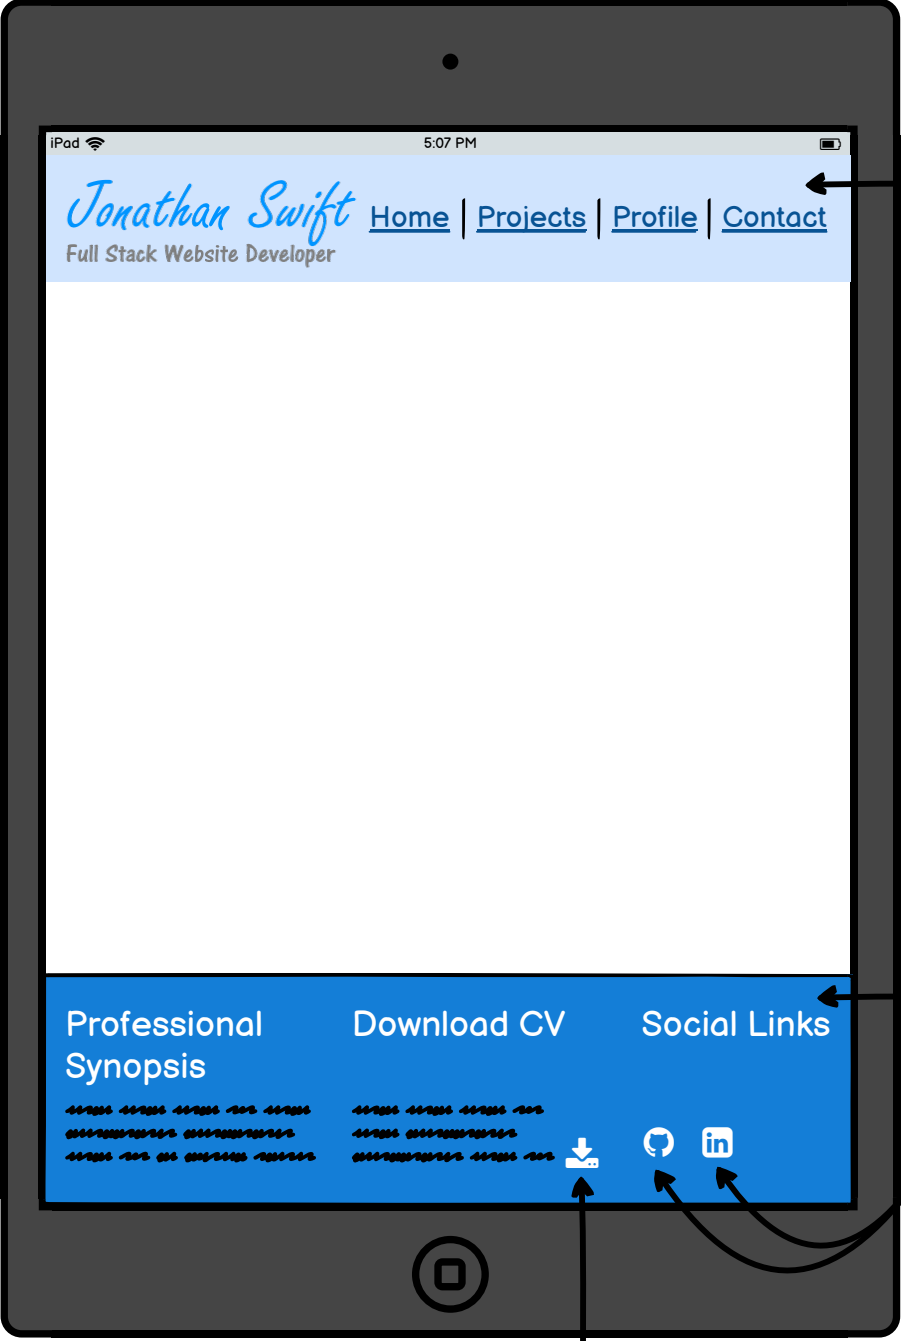 iPad 5:07 PM
Jonathan Swift
Full Stack Website Developer
Home | Projects | Profile | Contact
Professional
Synopsis
Download CV
Social Links
in